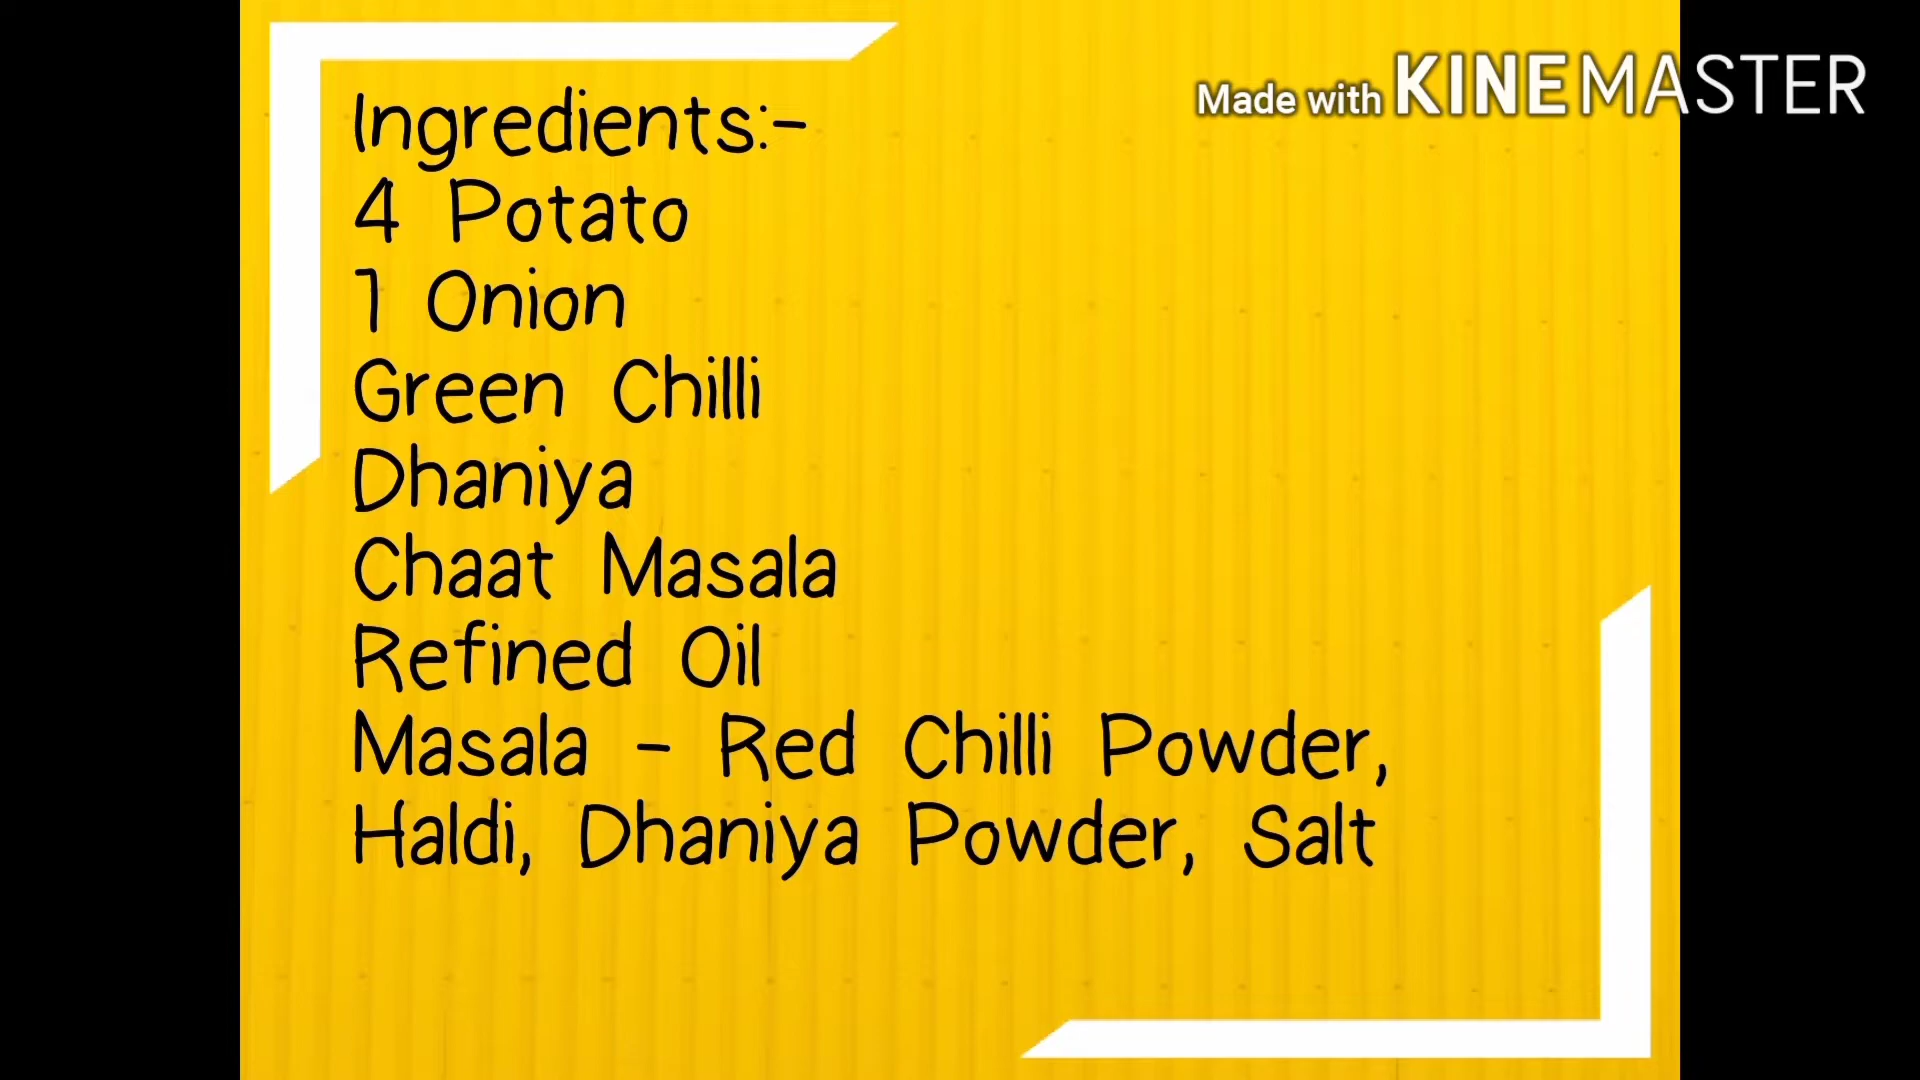 Ingredients:-
Made with KINEMASTER
4 Potato
1 Onion
Green Chilli
Dhaniya
Chaat Masala
Refined Oil
Masala - Red Chilli Powder,
Haldi, Dhaniya Powder, Salt